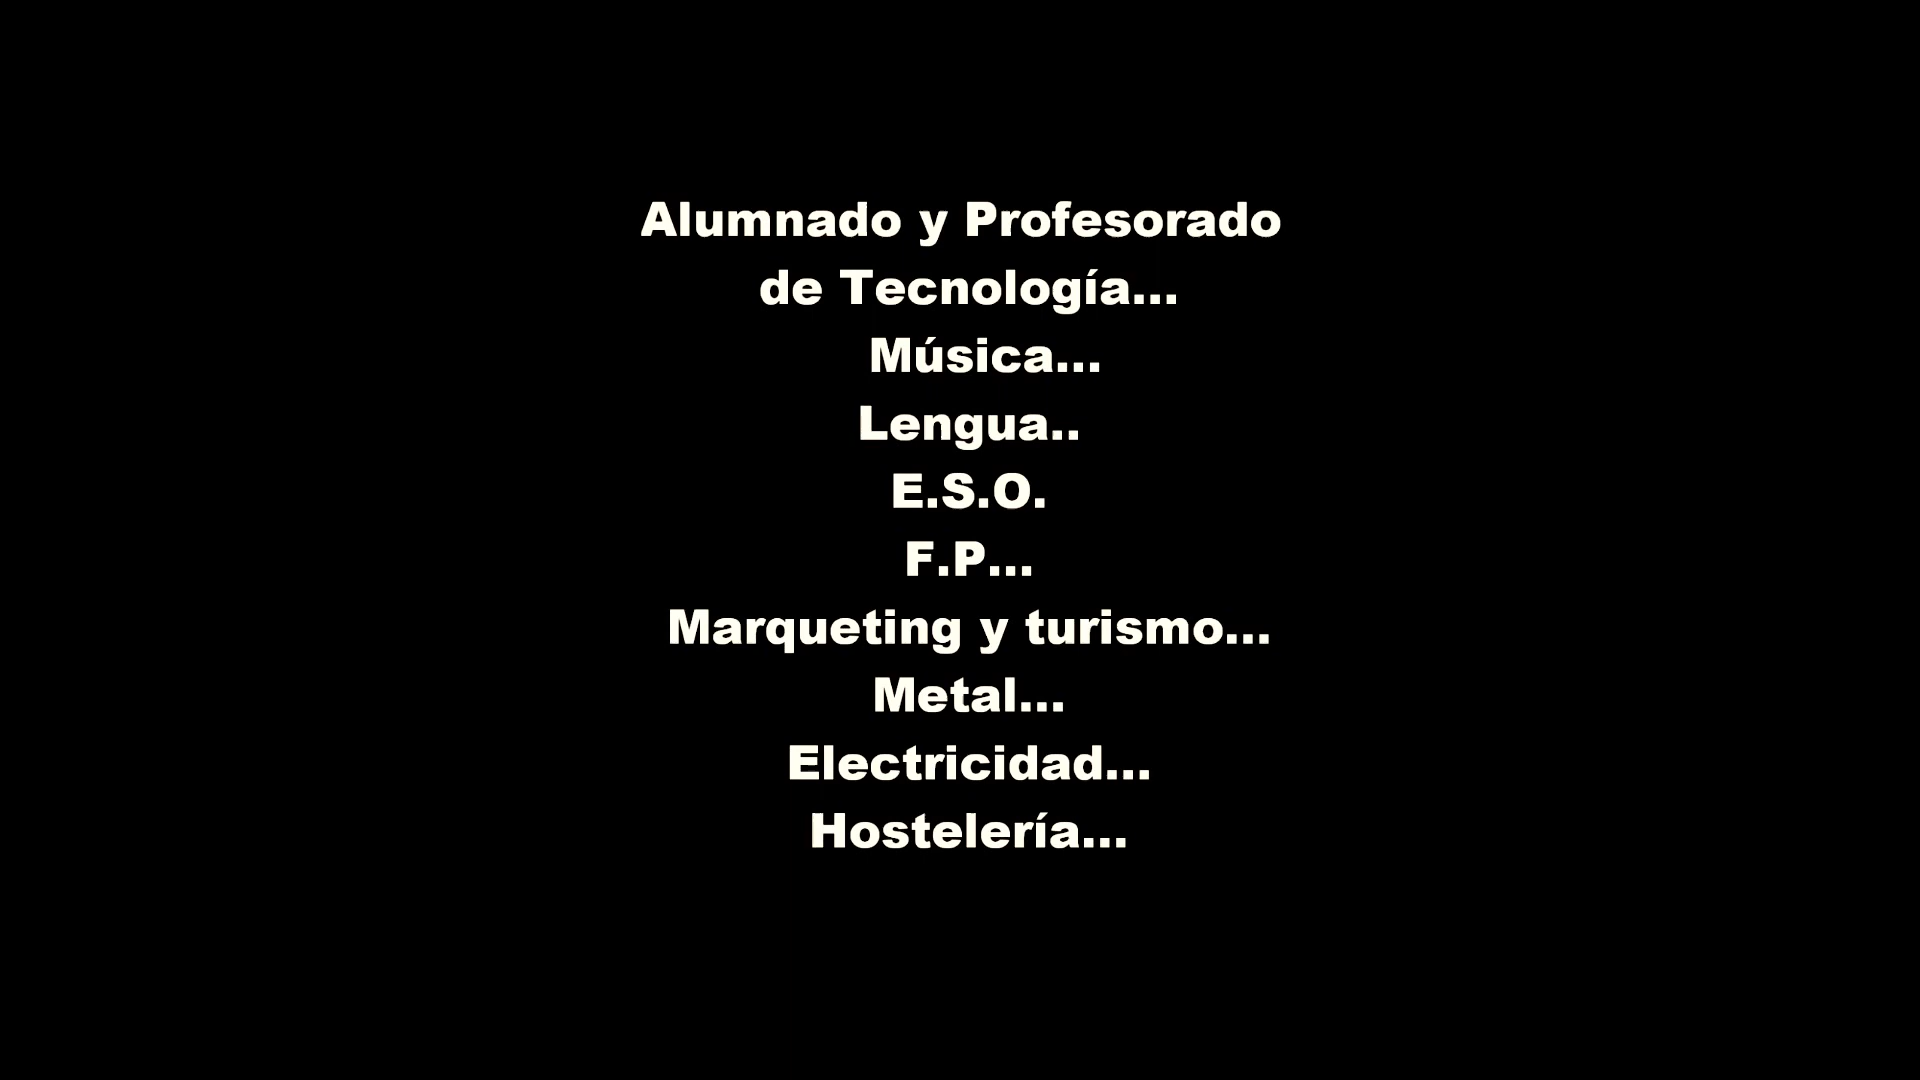 Alumnado y Profesorado
de Tecnología...
Música...
Lengua..
E.S.O.
F.P...
Marqueting y turismo...
Metal...
Electricidad...
Hostelería...